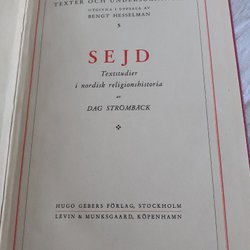 TEXTER OCH
UTGIVNA I UPPSALA AV
BENGT HESSELMAN
5
SEJD
Textstudier
i nordisk religionshistoria
av
DAG STRÖMBÄCK
HUGO GEBERS FÖRLAG, STOCKHOLM
LEVIN & MUNKSGAARD, KÖPENHAMN